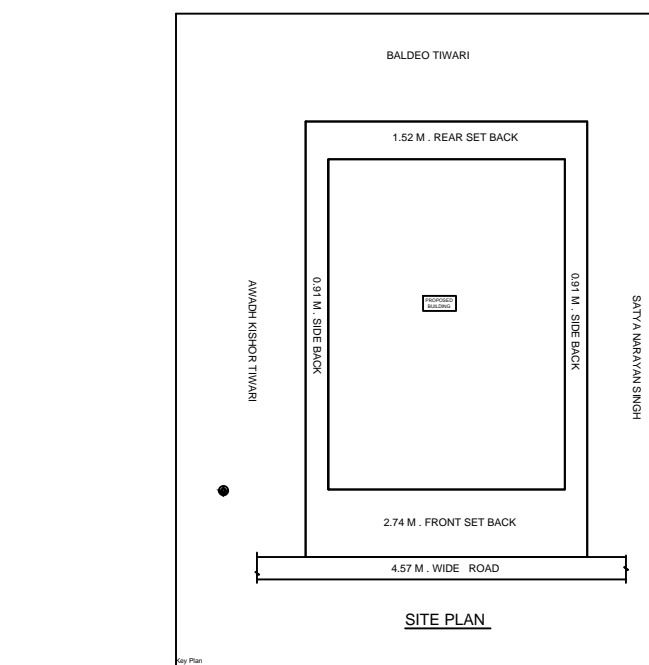 BALDEO TIWARI
1.52 M . REAR SET BACK
AWADH KISHOR TIWARI
0.91 M . SIDE BACK
PROPOSED
BUILDING
0.91 M . SIDE BACK
SATYA NARAYAN SINGH
2.74 M . FRONT SET BACK
4.57 M . WIDE ROAD
SITE PLAN
Key Plan